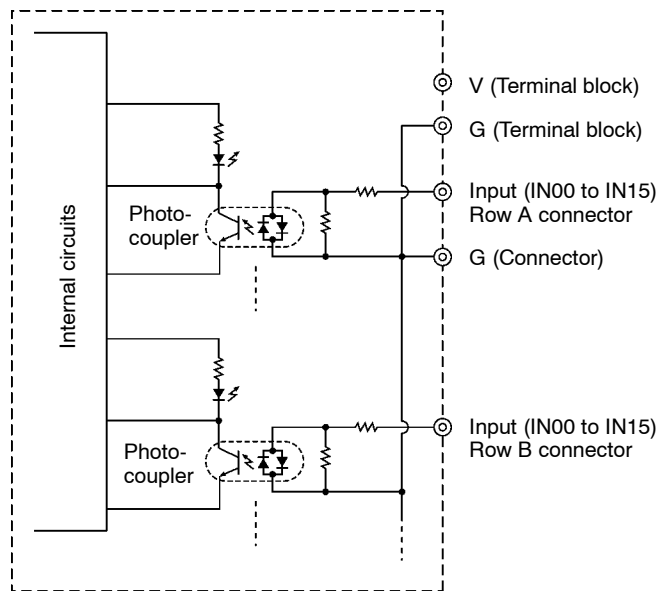 V (Terminal block)
G (Terminal block)
Input (IN00 to IN15)
Row A connector
Photo-
coupler
G (Connector)
Internal circuits
Input (IN00 to IN15)
Row B connector
Photo-
coupler